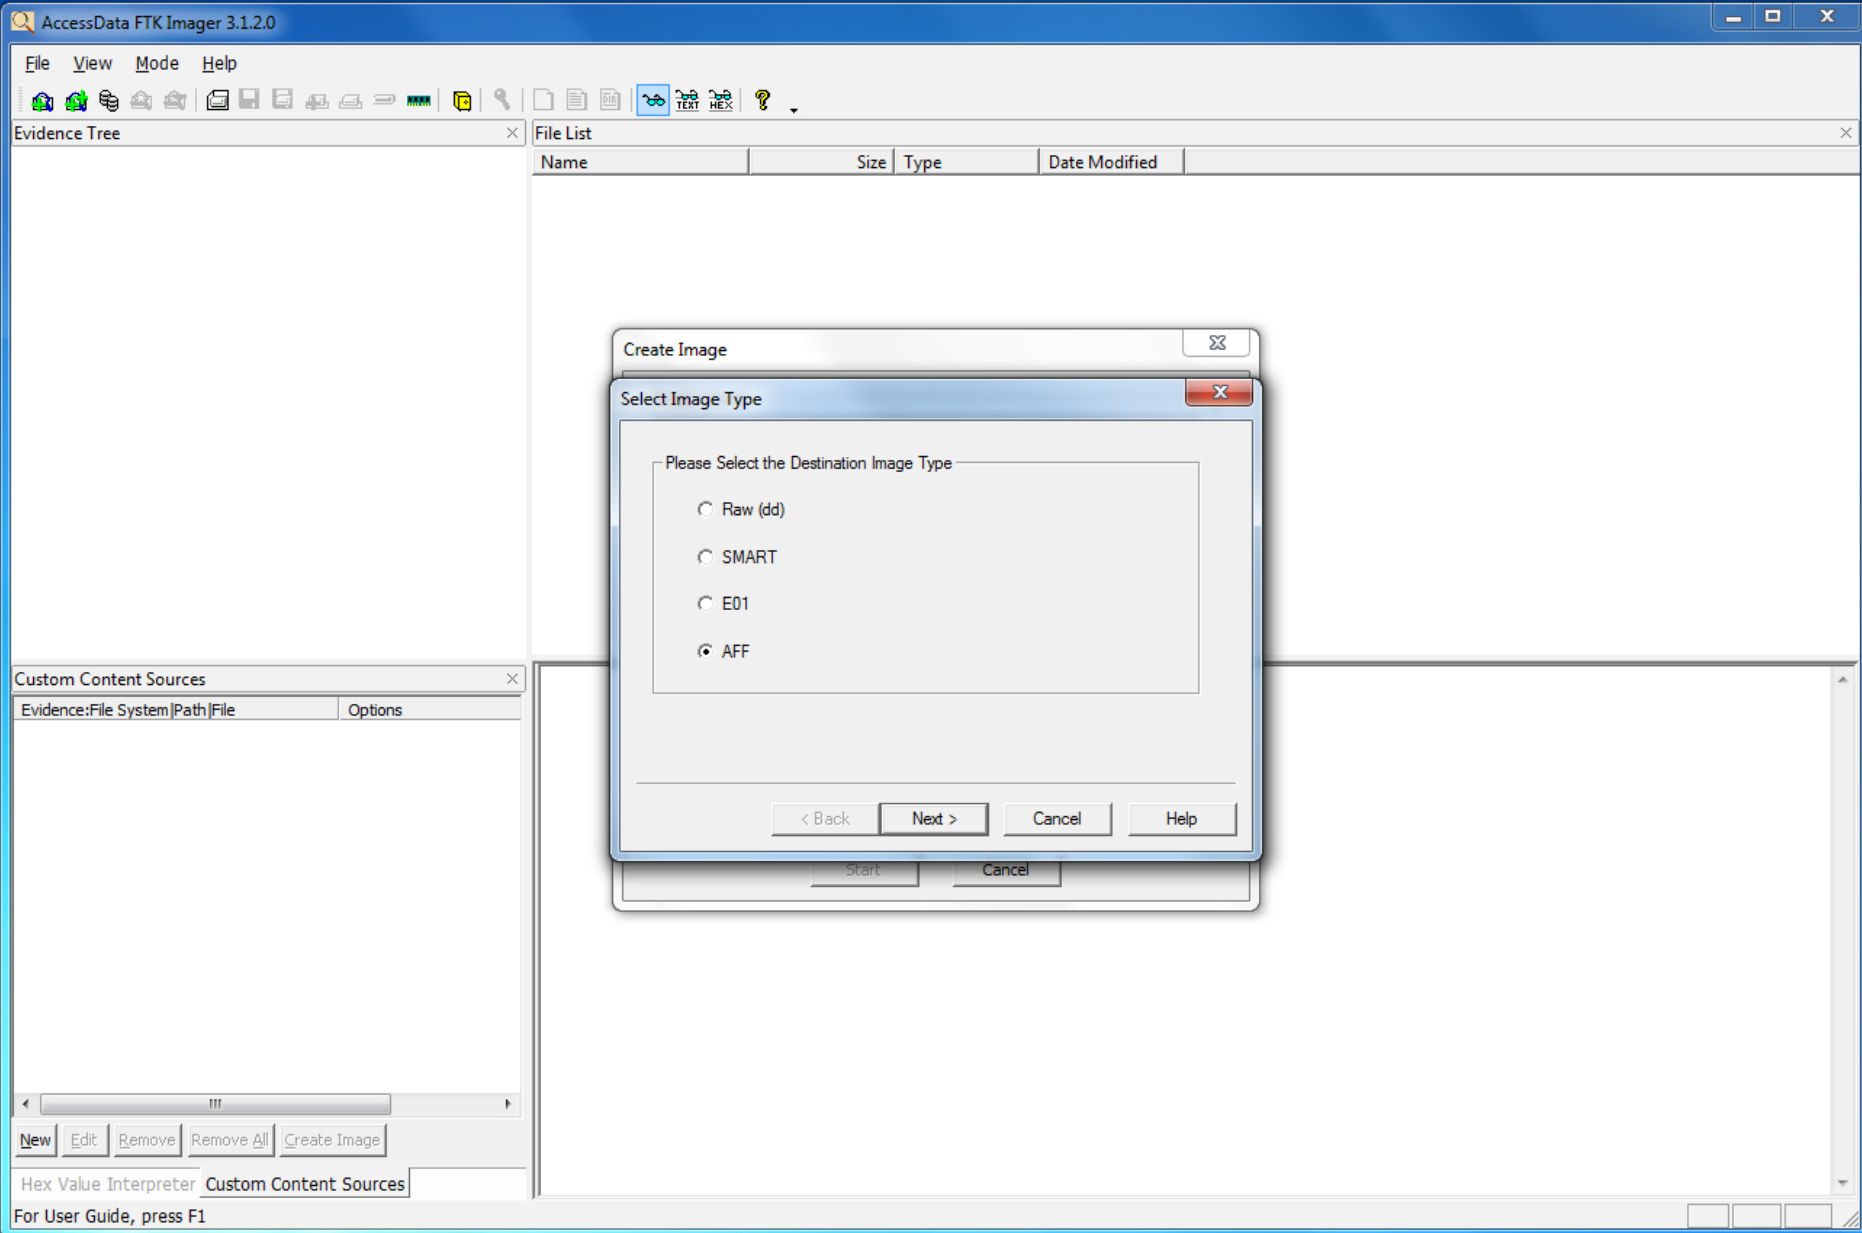 AccessData FTK Imager 3.1.2.0
File View Mode Help
TEXT HEX
DIR
Evidence Tree
File List
Name Size Type Date Modified
Create Image
Select Image Type
Please Select the Destination Image Type
Raw (dd)
SMART
E01
AFF
< Back Next > Cancel Help
Start Cancel
Custom Content Sources
Evidence:File System|Path|File Options
New Edit Remove Remove All Create Image
Hex Value Interpreter Custom Content Sources
For User Guide, press F1